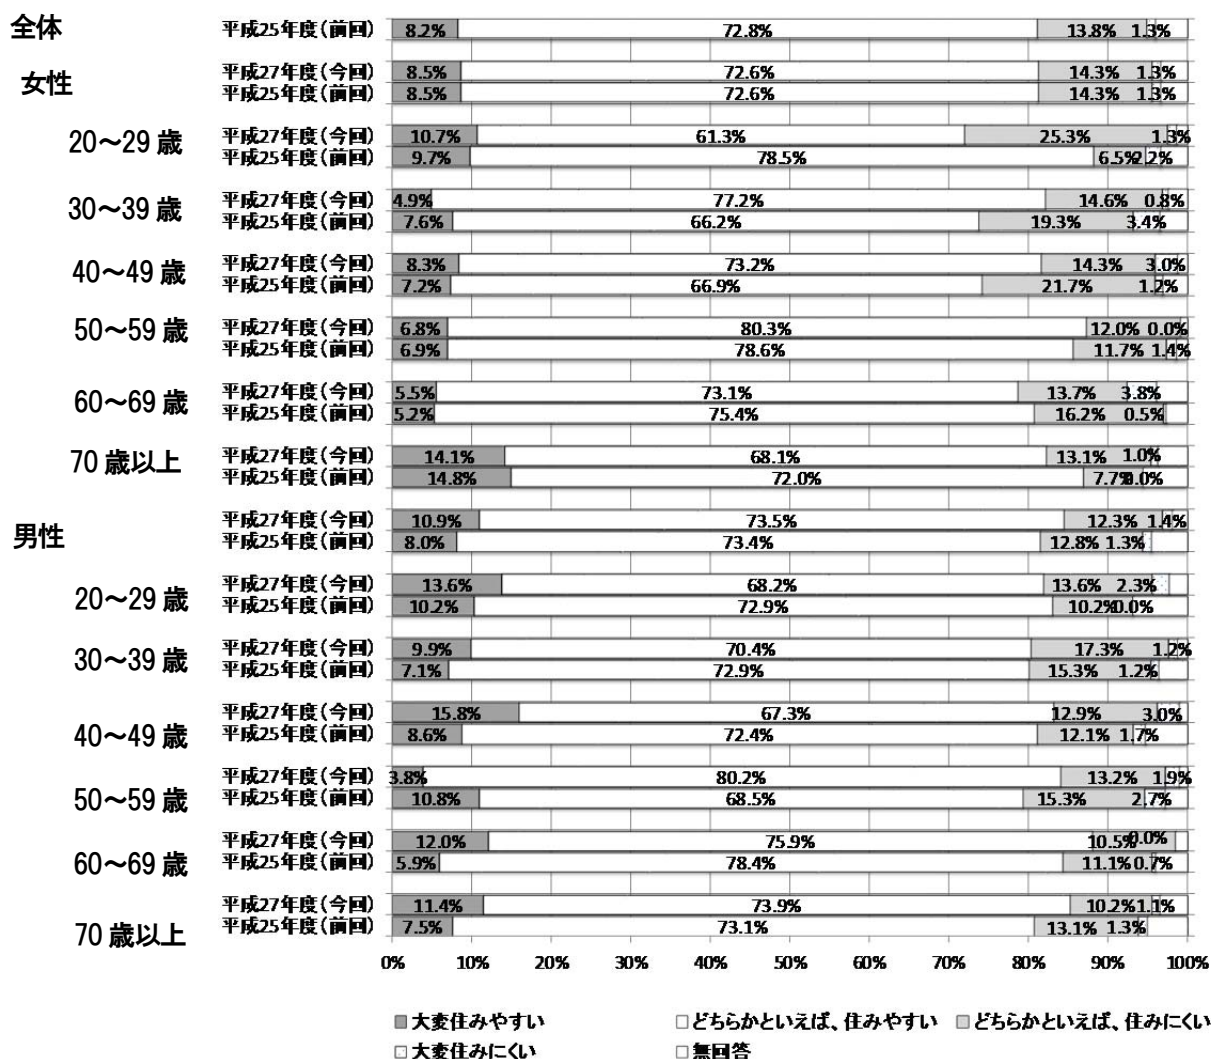 全体 平成25年度(前回) 8.2% 72.8% 13.8% 1.3%
女性 平成27年度(今回) 8.5% 72.6% 14.3% 1.3%
平成25年度(前回) 8.5% 72.6% 14.3% 1.3%
20～29 歳 平成27年度(今回) 10.7% 61.3% 25.3% 1.3%
平成25年度(前回) 9.7% 78.5% 6.5% 2.2%
30～39 歳 平成27年度(今回) 4.9% 77.2% 14.6% 0.8%
平成25年度(前回) 7.6% 66.2% 19.3% 3.4%
40～49 歳 平成27年度(今回) 8.3% 73.2% 14.3% 3.0%
平成25年度(前回) 7.2% 66.9% 21.7% 1.2%
50～59 歳 平成27年度(今回) 6.8% 80.3% 12.0% 0.0%
平成25年度(前回) 6.9% 78.6% 11.7% 1.4%
60～69 歳 平成27年度(今回) 5.5% 73.1% 13.7% 3.8%
平成25年度(前回) 5.2% 75.4% 16.2% 0.5%
70 歳以上 平成27年度(今回) 14.1% 68.1% 13.1% 1.0%
平成25年度(前回) 14.8% 72.0% 7.7% 0.0%
男性 平成27年度(今回) 10.9% 73.5% 12.3% 1.4%
平成25年度(前回) 8.0% 73.4% 12.8% 1.3%
20～29 歳 平成27年度(今回) 13.6% 68.2% 13.6% 2.3%
平成25年度(前回) 10.2% 72.9% 10.2% 0.0%
30～39 歳 平成27年度(今回) 9.9% 70.4% 17.3% 1.2%
平成25年度(前回) 7.1% 72.9% 15.3% 1.2%
40～49 歳 平成27年度(今回) 15.8% 67.3% 12.9% 3.0%
平成25年度(前回) 8.6% 72.4% 12.1% 1.7%
50～59 歳 平成27年度(今回) 3.8% 80.2% 13.2% 1.9%
平成25年度(前回) 10.8% 68.5% 15.3% 2.7%
60～69 歳 平成27年度(今回) 12.0% 75.9% 10.5% 0.0%
平成25年度(前回) 5.9% 78.4% 11.1% 0.7%
70 歳以上 平成27年度(今回) 11.4% 73.9% 10.2% 1.1%
平成25年度(前回) 7.5% 73.1% 13.1% 1.3%
0% 10% 20% 30% 40% 50% 60% 70% 80% 90% 100%
大変住みやすい どちらかといえば、住みやすい どちらかといえば、住みにくい
大変住みにくい 無回答